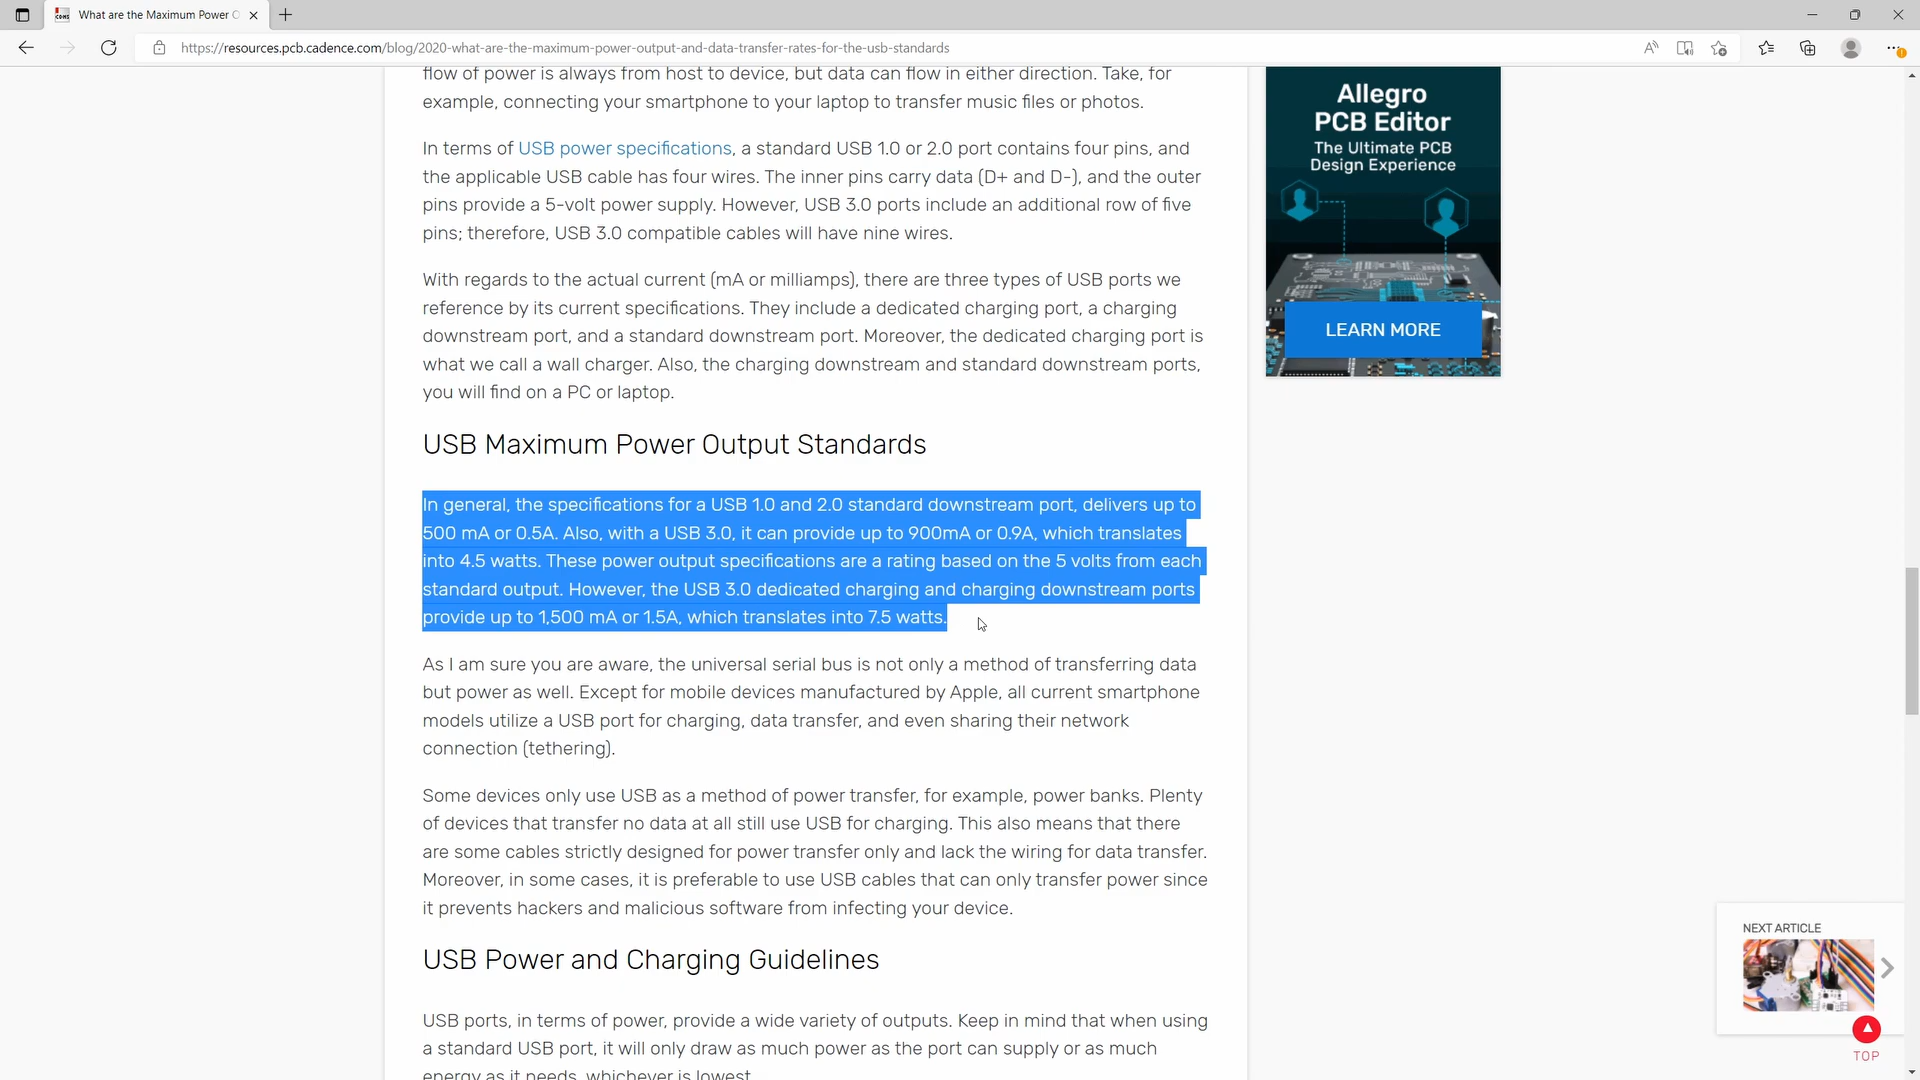 What are the Maximum Power O
https://resources.pcb.cadence.com/blog/2020-what-are-the-maximum-power-output-and-data-transfer-rates-for-the-usb-standards
flow of power is always from host to device, but data can flow in either direction. Take, for
example, connecting your smartphone to your laptop to transfer music files or photos.
In terms of USB power specifications, a standard USB 1.0 or 2.0 port contains four pins, and
the applicable USB cable has four wires. The inner pins carry data (D+ and D-), and the outer
pins provide a 5-volt power supply. However, USB 3.0 ports include an additional row of five
pins; therefore, USB 3.0 compatible cables will have nine wires.
With regards to the actual current (mA or milliamps), there are three types of USB ports we
reference by its current specifications. They include a dedicated charging port, a charging
downstream port, and a standard downstream port. Moreover, the dedicated charging port is
what we call a wall charger. Also, the charging downstream and standard downstream ports,
you will find on a PC or laptop.
USB Maximum Power Output Standards
In general, the specifications for a USB 1.0 and 2.0 standard downstream port, delivers up to
500 mA or 0.5A. Also, with a USB 3.0, it can provide up to 900mA or 0.9A, which translates
into 4.5 watts. These power output specifications are a rating based on the 5 volts from each
standard output. However, the USB 3.0 dedicated charging and charging downstream ports
provide up to 1,500 mA or 1.5A, which translates into 7.5 watts.
As I am sure you are aware, the universal serial bus is not only a method of transferring data
but power as well. Except for mobile devices manufactured by Apple, all current smartphone
models utilize a USB port for charging, data transfer, and even sharing their network
connection (tethering).
Some devices only use USB as a method of power transfer, for example, power banks. Plenty
of devices that transfer no data at all still use USB for charging. This also means that there
are some cables strictly designed for power transfer only and lack the wiring for data transfer.
Moreover, in some cases, it is preferable to use USB cables that can only transfer power since
it prevents hackers and malicious software from infecting your device.
USB Power and Charging Guidelines
USB ports, in terms of power, provide a wide variety of outputs. Keep in mind that when using
a standard USB port, it will only draw as much power as the port can supply or as much
energy as it needs, whichever is lowest.
Allegro
PCB Editor
The Ultimate PCB
Design Experience
LEARN MORE
NEXT ARTICLE
TOP